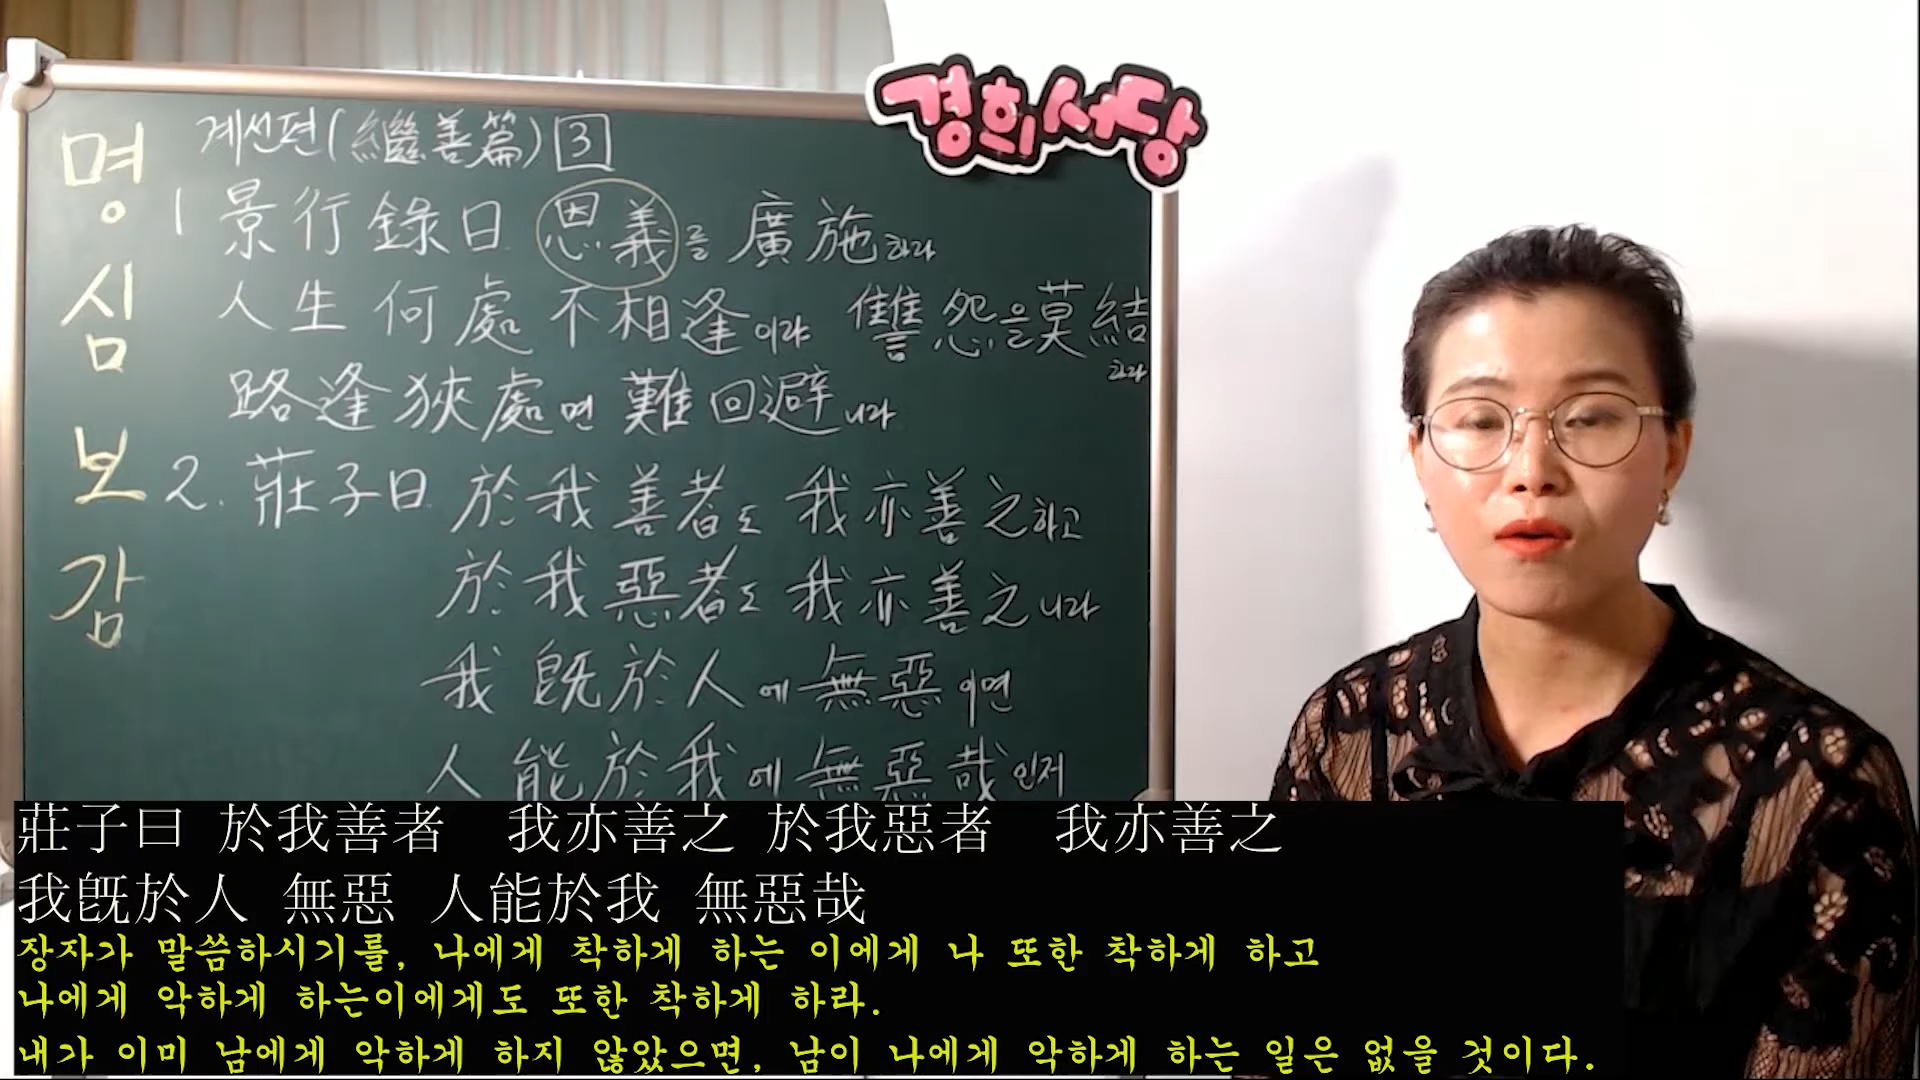 경희서당
명심보감
계선편(繼善篇) 3
1 景行錄曰 恩義를 廣施하라
人生何處不相逢이라 讐怨을莫結
하라
路逢狹處면 難回避니라
2. 莊子曰 於我善者도 我亦善之하고
於我惡者도 我亦善之니라
我旣於人에 無惡이면
人能於我에 無惡哉인저
莊子曰 於我善者 我亦善之 於我惡者 我亦善之
我旣於人 無惡 人能於我 無惡哉
장자가 말씀하시기를, 나에게 착하게 하는 이에게 나 또한 착하게 하고
나에게 악하게 하는이에게도 또한 착하게 하라.
내가 이미 남에게 악하게 하지 않았으면, 남이 나에게 악하게 하는 일은 없을 것이다.